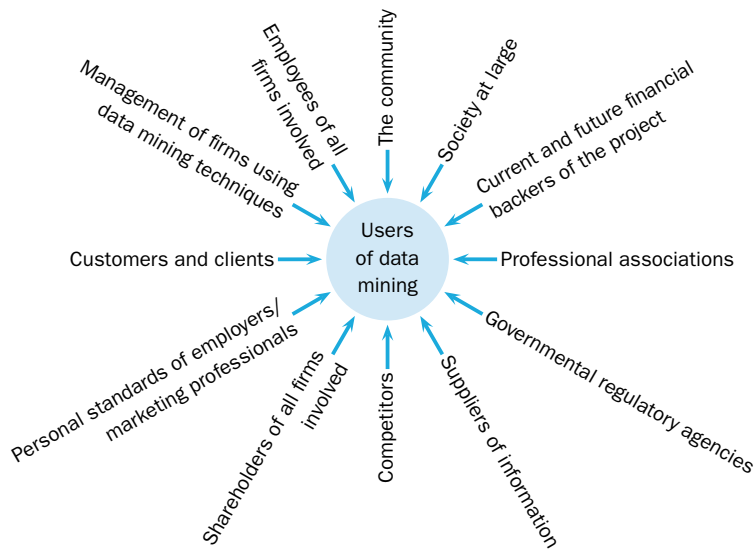 The community
Employees of all
firms involved
Society at large
Management of firms using
data mining techniques
Current and future financial
backers of the project
Users
of data
mining
Customers and clients
Professional associations
Personal standards of employers/
marketing professionals
Governmental regulatory agencies
Shareholders of all firms
involved
Competitors
Suppliers of information